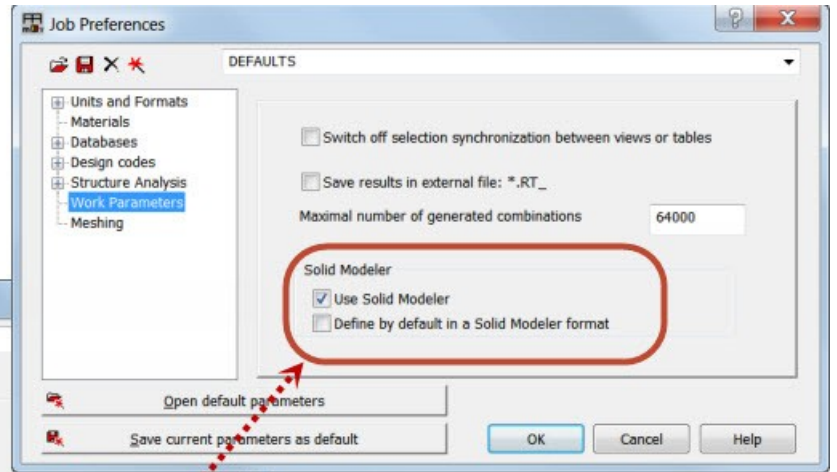 Job Preferences
DEFAULTS
Units and Formats
Materials
Databases
Design codes
Structure Analysis
Work Parameters
Meshing
Switch off selection synchronization between views or tables
Save results in external file: *.RT_
Maximal number of generated combinations 64000
Solid Modeler
Use Solid Modeler
Define by default in a Solid Modeler format
Open default parameters
Save current parameters as default
OK Cancel Help